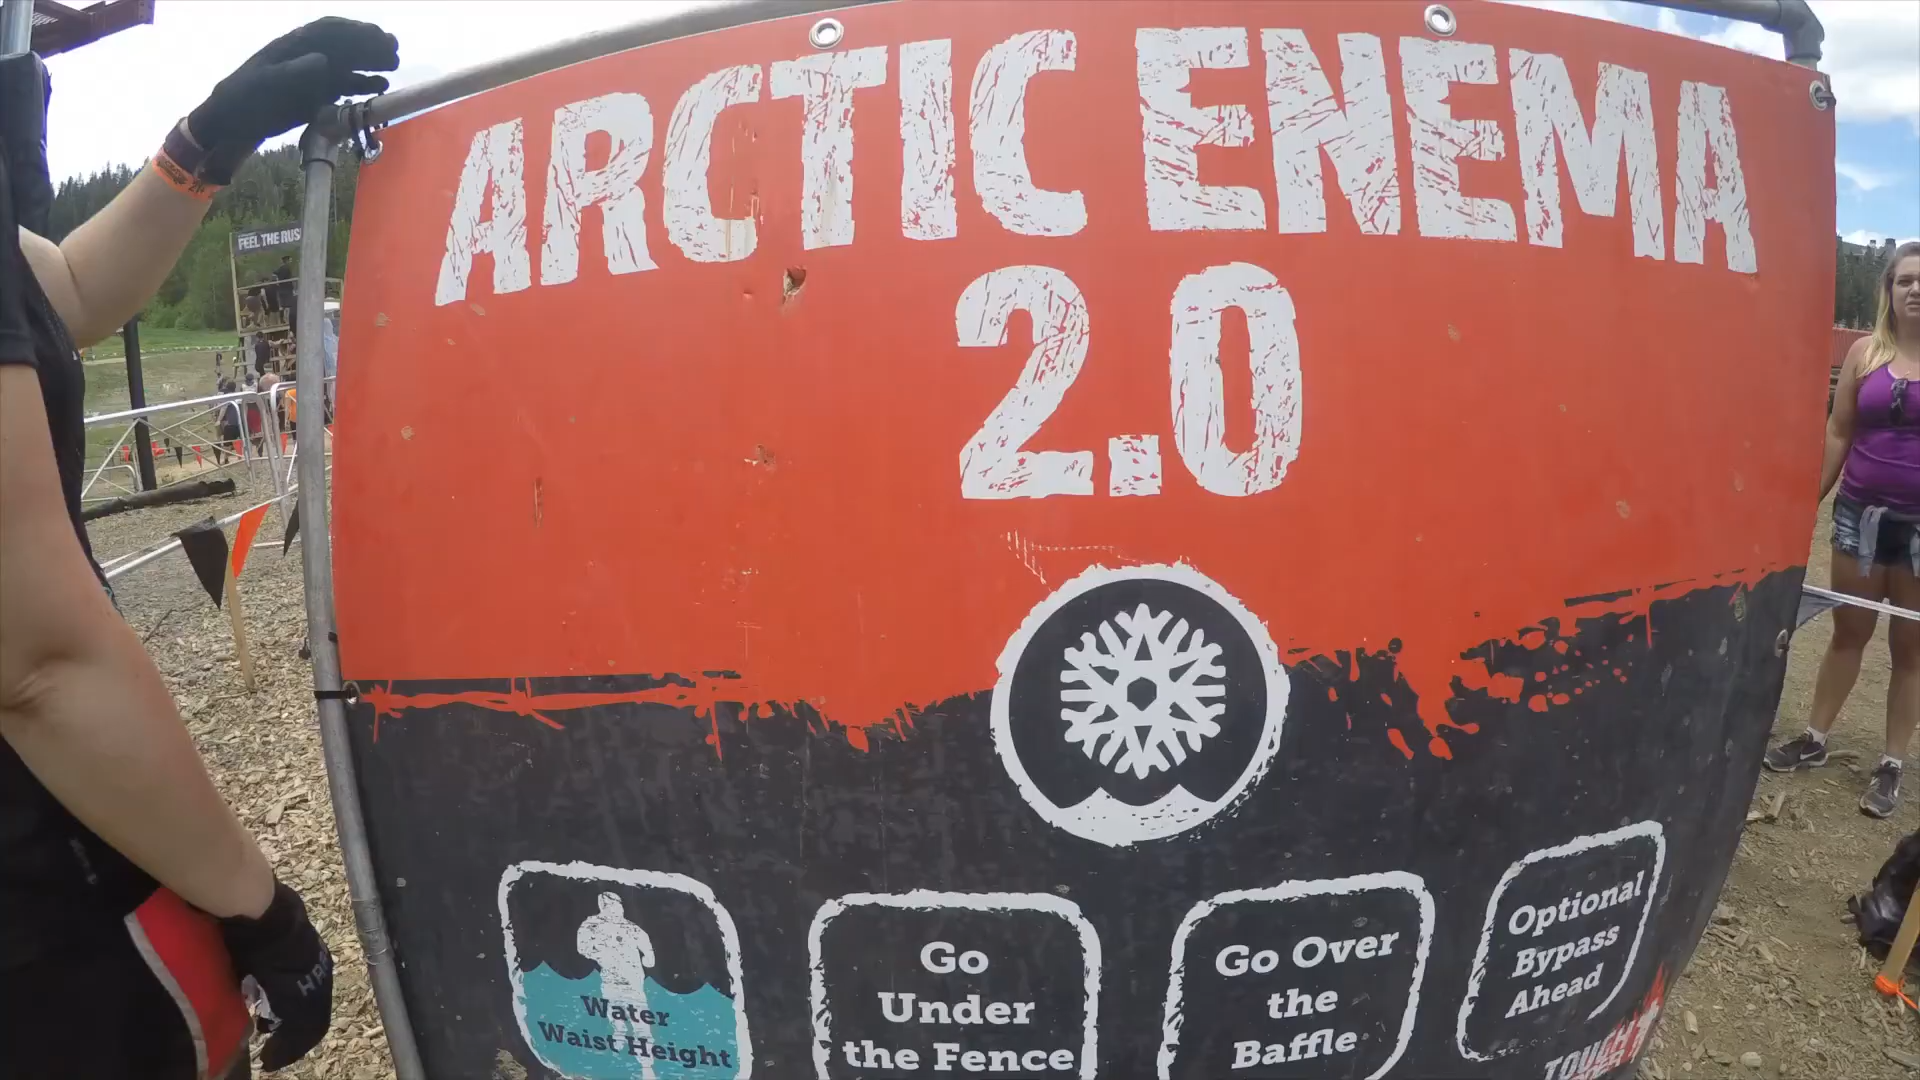 ARCTIC ENEMA
2.0
FEEL THE RUS
Water
Waist Height
Go
Under
the Fence
Go Over
the
Baffle
Optional
Bypass
Ahead
TOUGH